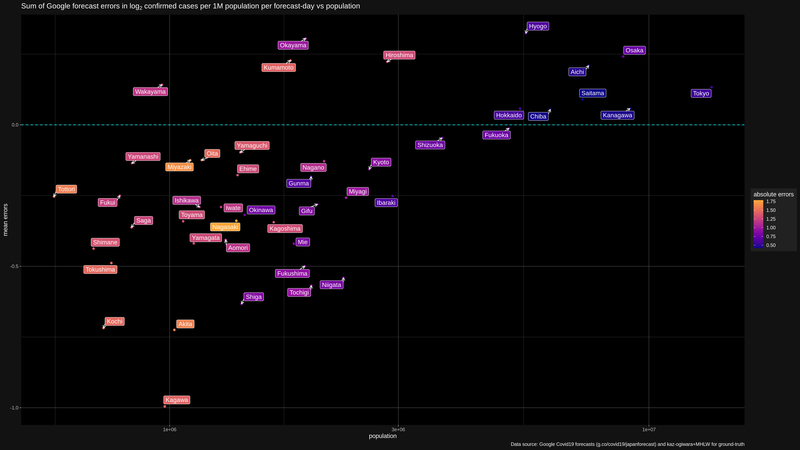 Sum of Google forecast errors in log₂ confirmed cases per 1M population per forecast-day vs population
Hyogo
Okayama
Osaka
Hiroshima
Kumamoto
Aichi
Wakayama
Saitama
Tokyo
Hokkaido
Chiba
Kanagawa
0.0
Fukuoka
Yamaguchi
Shizuoka
Oita
Yamanashi
Kyoto
Miyazaki
Ehime
Nagano
Gunma
Tottori
Miyagi
absolute errors
1.75
1.50
1.25
1.00
0.75
0.50
Fukui
Ishikawa
Ibaraki
Iwate
Okinawa
Gifu
Toyama
mean errors
Saga
Nagasaki
Kagoshima
Yamagata
Shimane
Mie
Aomori
-0.5
Tokushima
Fukushima
Niigata
Tochigi
Shiga
Kochi
Akita
Kagawa
-1.0
1e+06
3e+06
1e+07
population
Data source: Google Covid19 forecasts (g.co/covid19/japanforecast) and kaz-ogiwara+MHLW for ground-truth